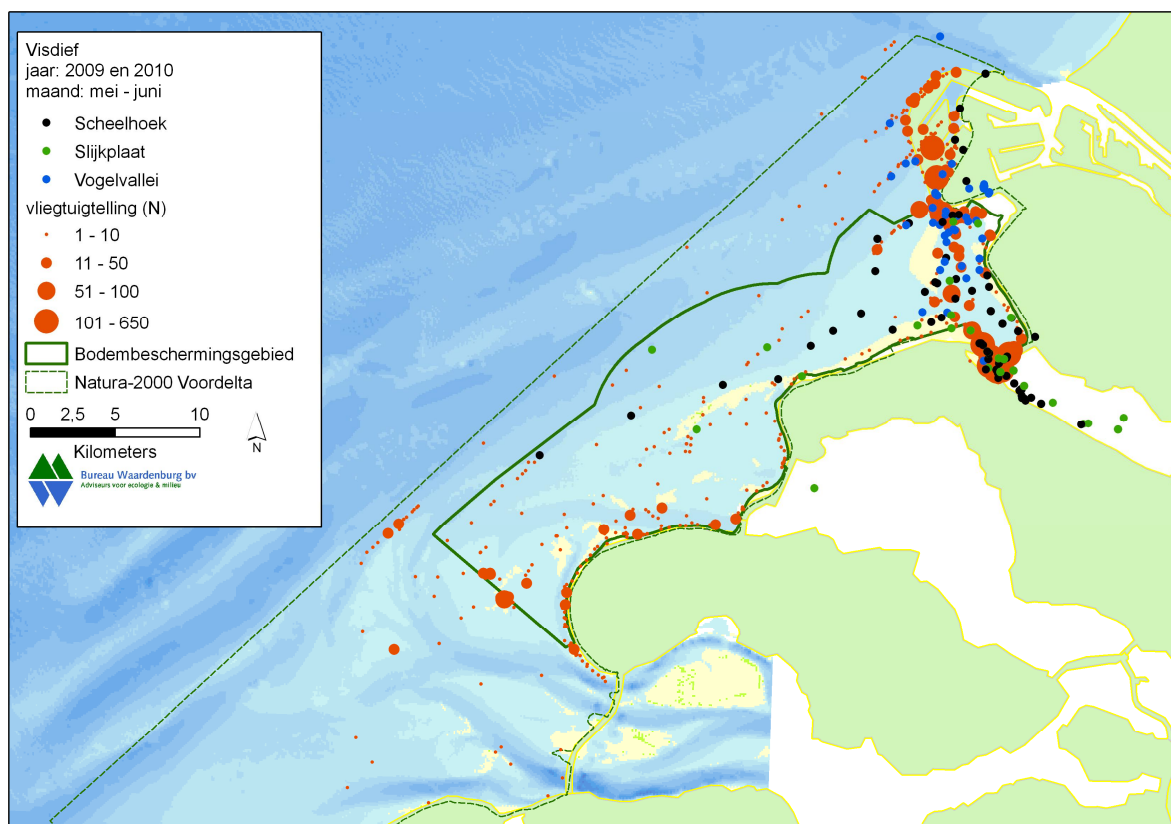 Visdief
jaar: 2009 en 2010
maand: mei - juni
Scheelhoek
Slijkplaat
Vogelvallei
vliegtuigtelling (N)
1 - 10
11 - 50
51 - 100
101 - 650
Bodembeschermingsgebied
Natura-2000 Voordelta
0 2,5 5 10
Kilometers
N
Bureau Waardenburg bv
Adviseurs voor ecologie & milieu